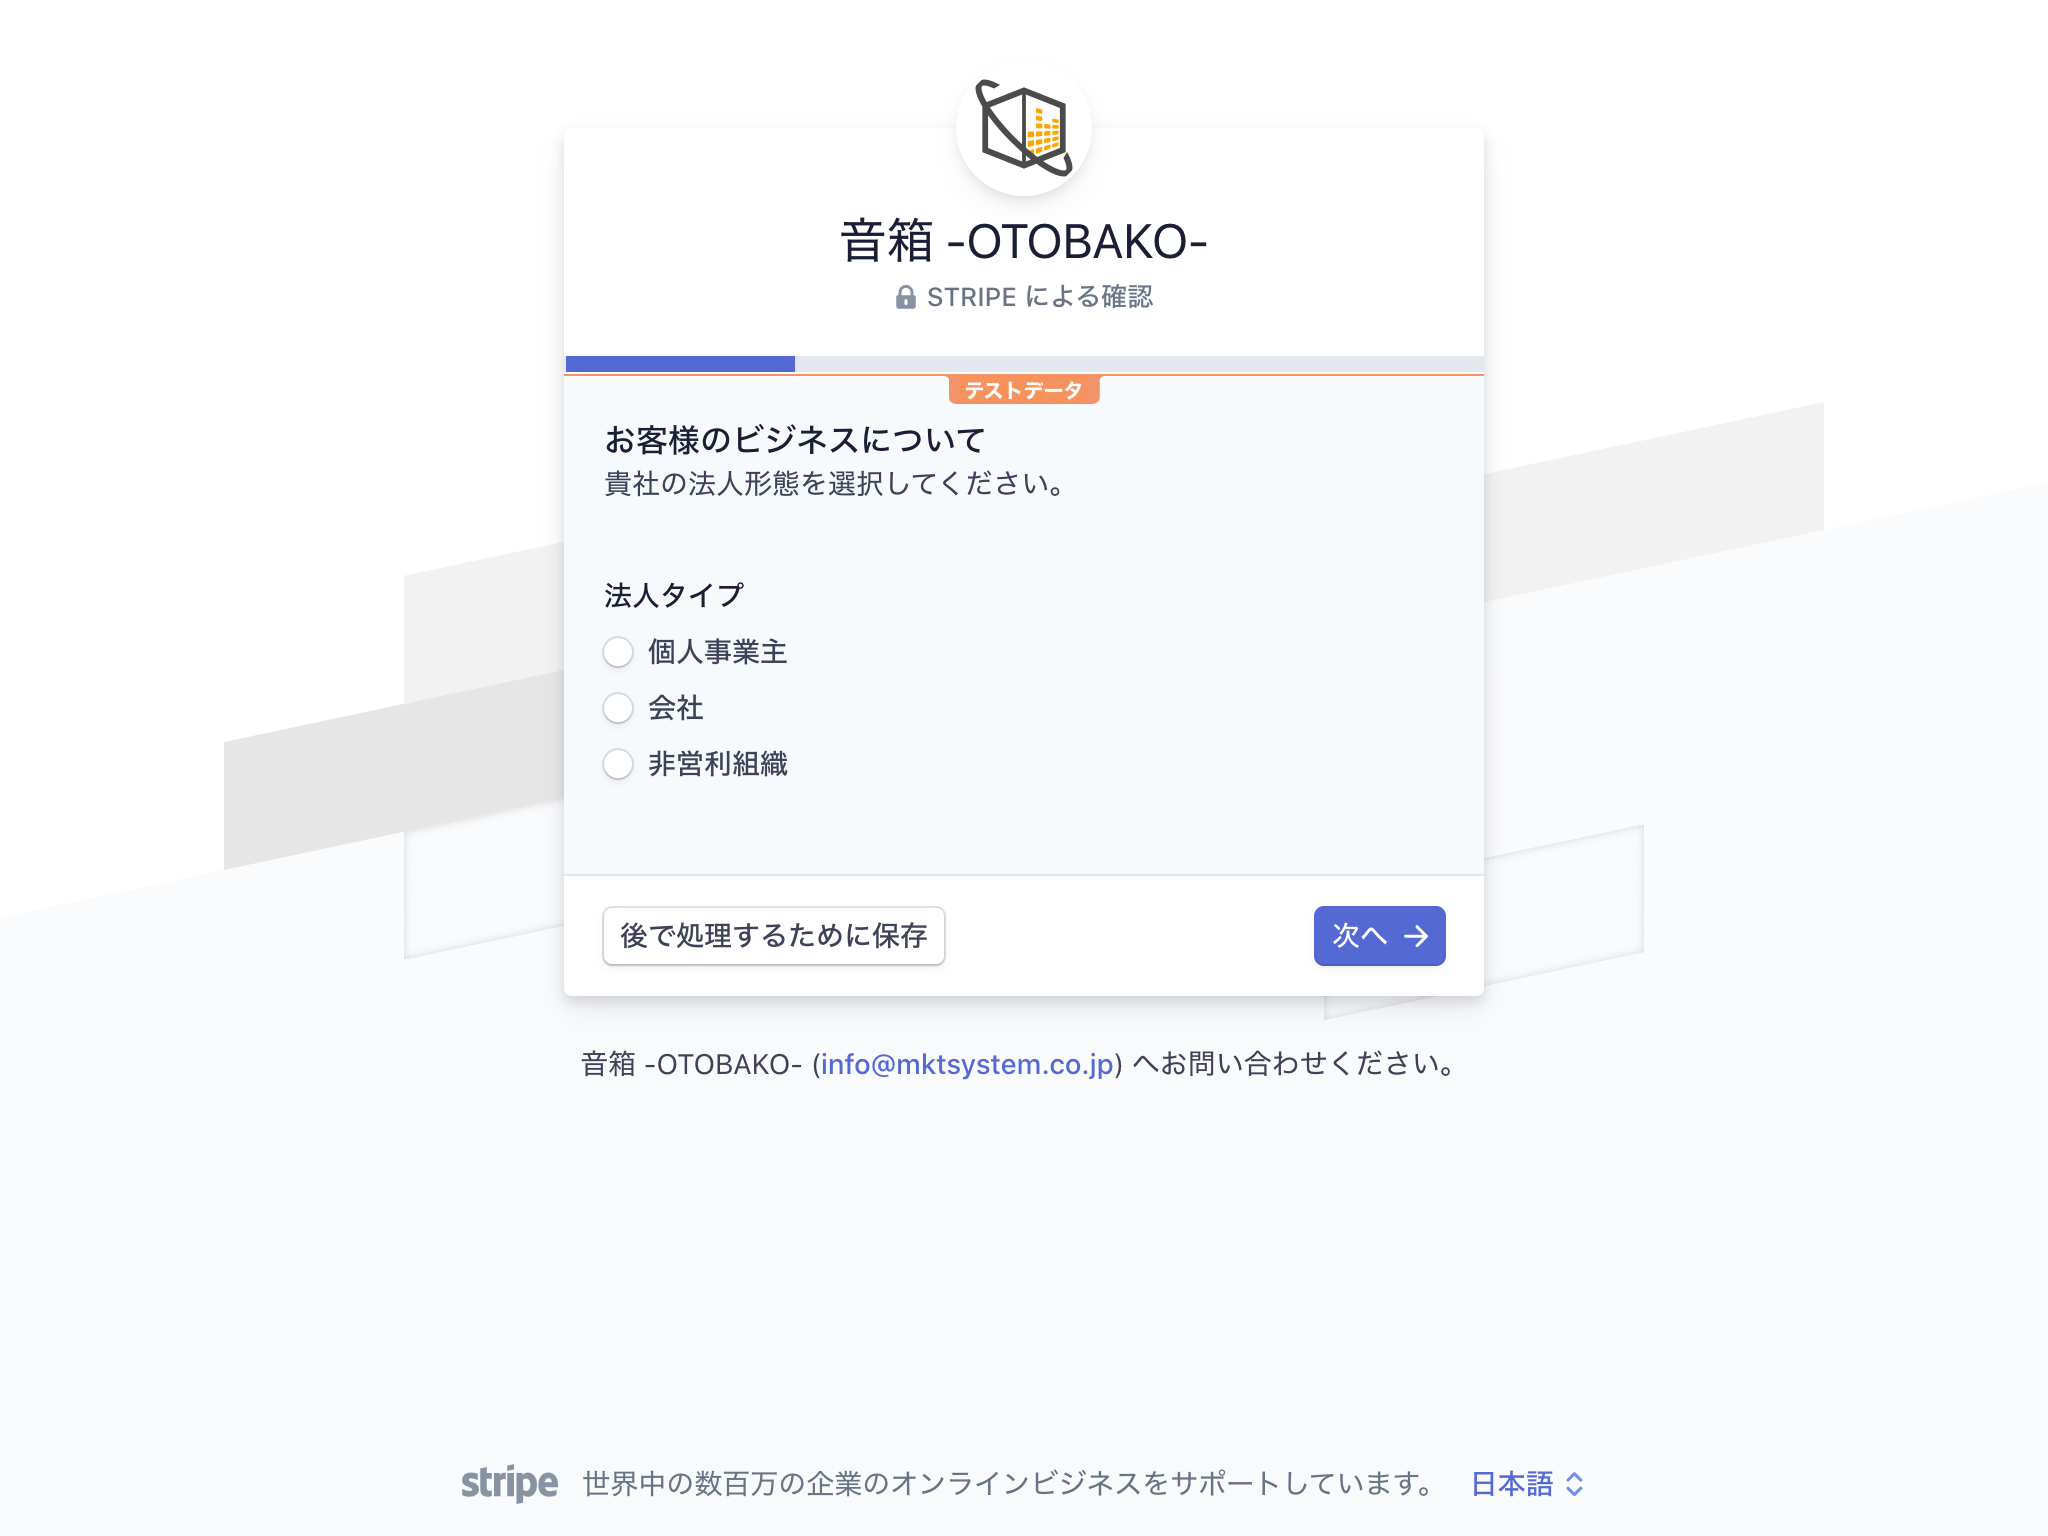 音箱 -OTOBAKO-
STRIPE による確認
テストデータ
お客様のビジネスについて
貴社の法人形態を選択してください。
法人タイプ
個人事業主
会社
非営利組織
後で処理するために保存
次へ →
音箱 -OTOBAKO- (info@mktsystem.co.jp) へお問い合わせください。
stripe 世界中の数百万の企業のオンラインビジネスをサポートしています。 日本語